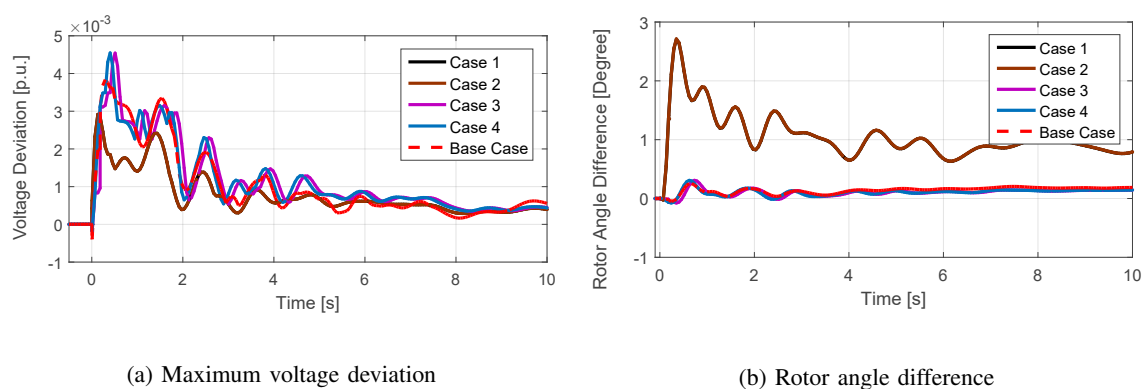 ×10⁻³
5
4
3
2
1
0
-1
Voltage Deviation [p.u.]
Case 1
Case 2
Case 3
Case 4
Base Case
0 2 4 6 8 10
Time [s]
(a) Maximum voltage deviation
3
2
1
0
-1
Rotor Angle Difference [Degree]
Case 1
Case 2
Case 3
Case 4
Base Case
0 2 4 6 8 10
Time [s]
(b) Rotor angle difference